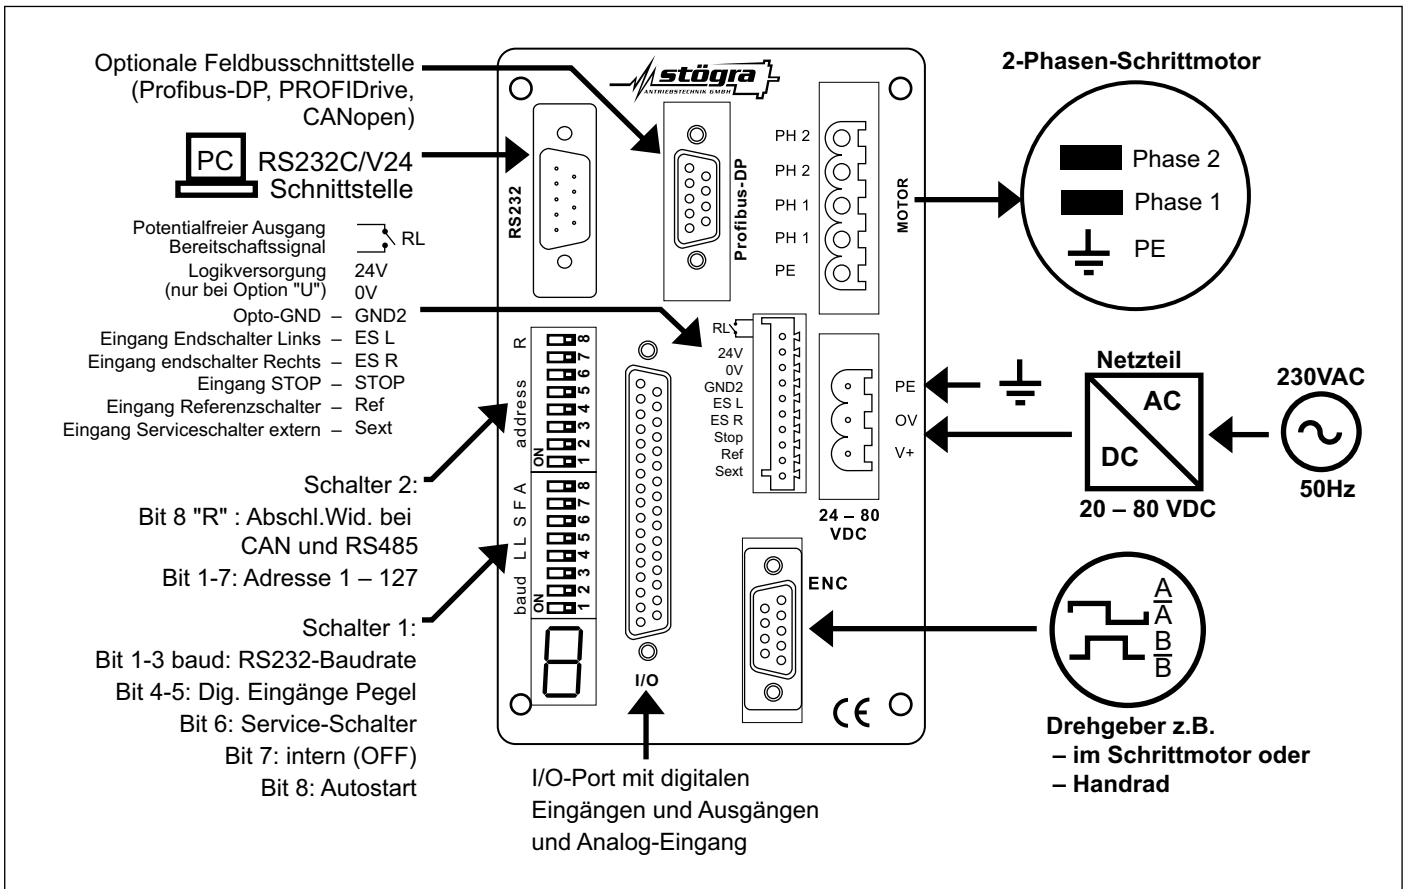 Optionale Feldbusschnittstelle
(Profibus-DP, PROFIDrive,
CANopen)
PC
RS232C/V24
Schnittstelle
Potentialfreier Ausgang
Bereitschaftssignal
RL
Logikversorgung 24V
(nur bei Option "U") 0V
Opto-GND – GND2
Eingang Endschalter Links – ES L
Eingang endschalter Rechts – ES R
Eingang STOP – STOP
Eingang Referenzschalter – Ref
Eingang Serviceschalter extern – Sext
Schalter 2:
Bit 8 "R" : Abschl.Wid. bei
CAN und RS485
Bit 1-7: Adresse 1 – 127
Schalter 1:
Bit 1-3 baud: RS232-Baudrate
Bit 4-5: Dig. Eingänge Pegel
Bit 6: Service-Schalter
Bit 7: intern (OFF)
Bit 8: Autostart
stögra
ANTRIEBSTECHNIK GMBH
RS232
Profibus-DP
PH 2
PH 2
PH 1
PH 1
PE
MOTOR
R
address
ON
1 2 3 4 5 6 7 8
baud L L S F A
ON
1 2 3 4 5 6 7 8
I/O
RL
24V
0V
GND2
ES L
ES R
Stop
Ref
Sext
PE
OV
V+
24 – 80
VDC
ENC
CE
I/O-Port mit digitalen
Eingängen und Ausgängen
und Analog-Eingang
2-Phasen-Schrittmotor
Phase 2
Phase 1
PE
Netzteil
AC
DC
20 – 80 VDC
230VAC
50Hz
A
A
B
B
Drehgeber z.B.
– im Schrittmotor oder
– Handrad